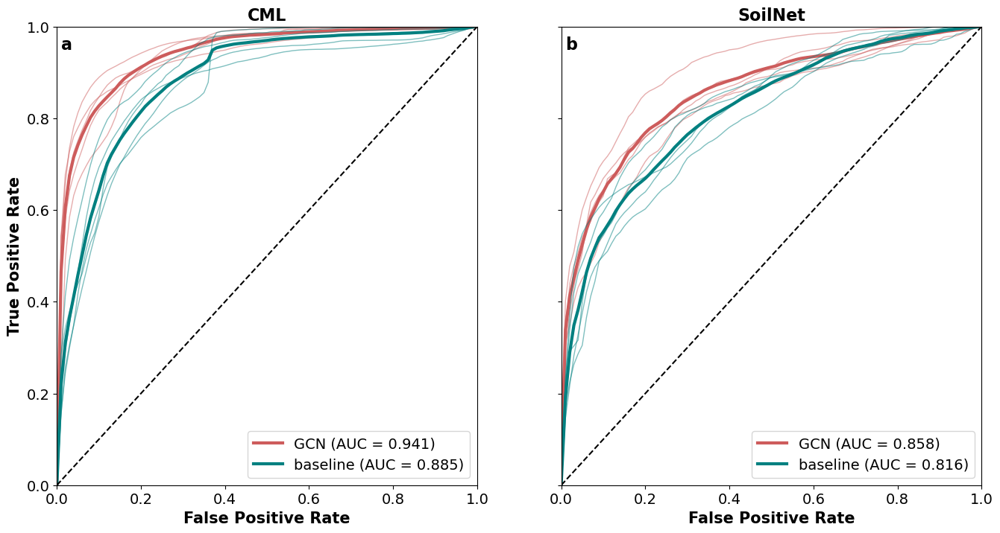 CML
a
True Positive Rate
1.0
0.8
0.6
0.4
0.2
0.0
0.0 0.2 0.4 0.6 0.8 1.0
False Positive Rate
GCN (AUC = 0.941)
baseline (AUC = 0.885)
SoilNet
b
0.0 0.2 0.4 0.6 0.8 1.0
False Positive Rate
GCN (AUC = 0.858)
baseline (AUC = 0.816)